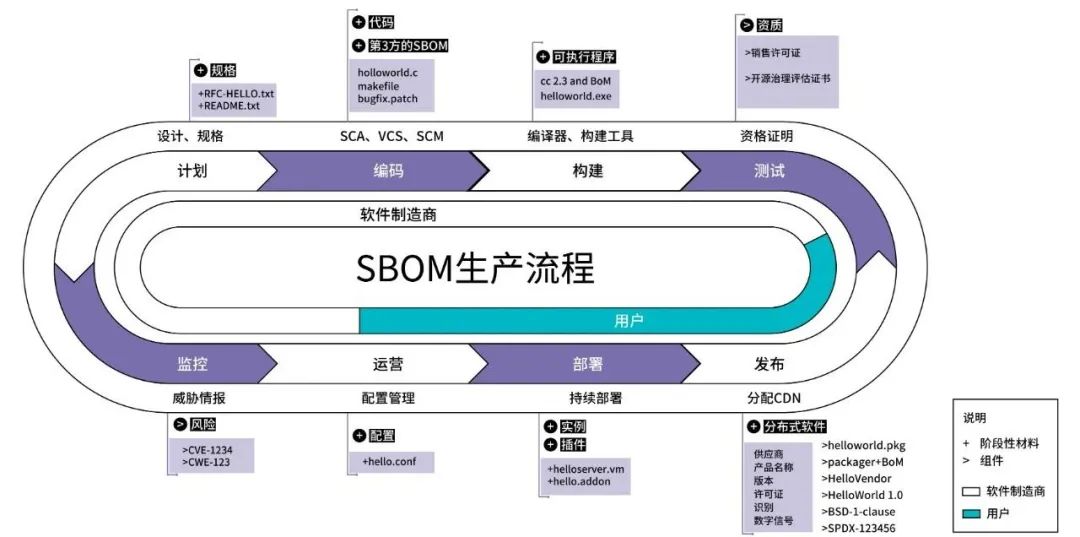 代码
第3方的SBOM
holloworld.c
makefile
bugfix.patch
规格
+RFC-HELLO.txt
+README.txt
可执行程序
cc 2.3 and BoM
helloworld.exe
资质
>销售许可证
>开源治理评估证书
设计、规格
SCA、VCS、SCM
编译器、构建工具
资格证明
计划
编码
构建
测试
软件制造商
SBOM生产流程
用户
监控
运营
部署
发布
威胁情报
配置管理
持续部署
分配CDN
风险
>CVE-1234
>CWE-123
配置
+hello.conf
实例
插件
+helloserver.vm
+hello.addon
分布式软件
供应商
产品名称
版本
许可证
识别
数字信号
>helloworld.pkg
>packager+BoM
>HelloVendor
>HelloWorld 1.0
>BSD-1-clause
>SPDX-123456
说明
+ 阶段性材料
> 组件
软件制造商
用户